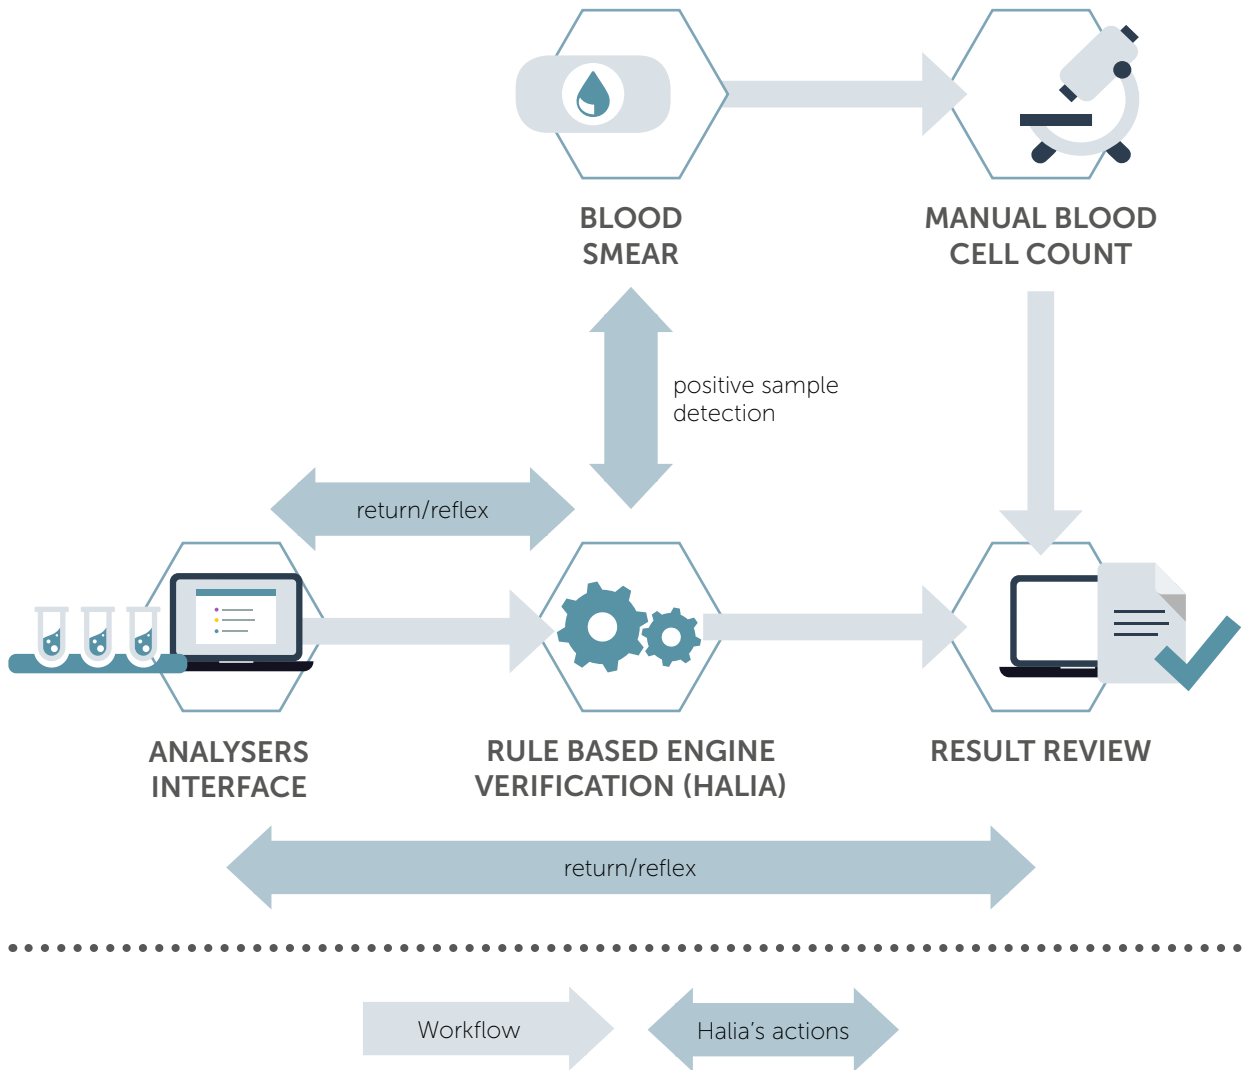 BLOOD
SMEAR
MANUAL BLOOD
CELL COUNT
positive sample
detection
return/reflex
ANALYSERS
INTERFACE
RULE BASED ENGINE
VERIFICATION (HALIA)
RESULT REVIEW
return/reflex
Workflow
Halia's actions